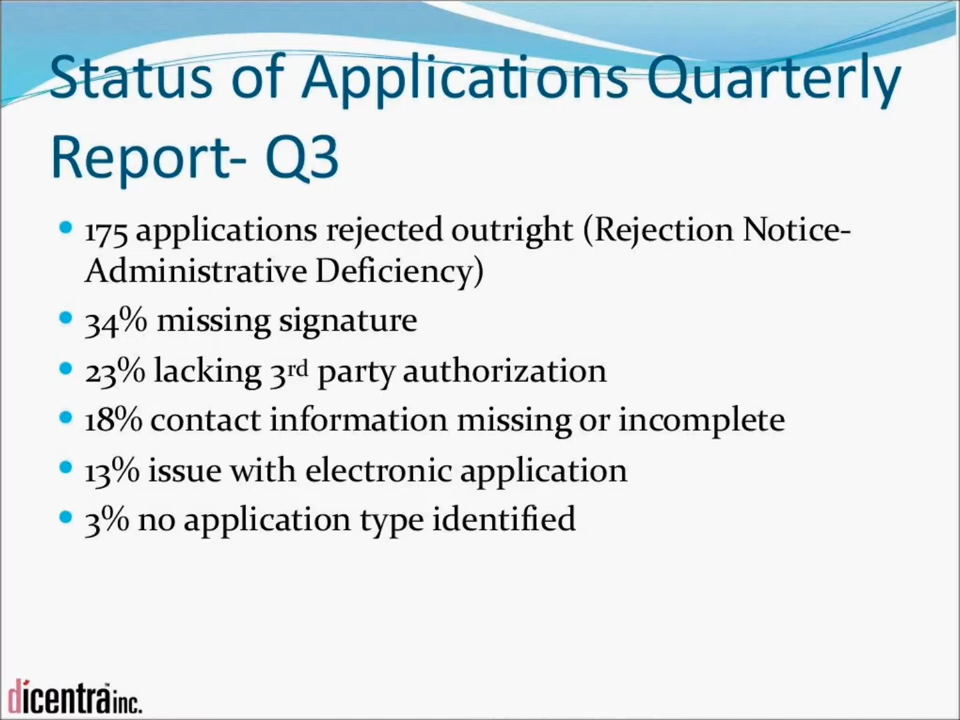 Status of Applications Quarterly
Report- Q3
• 175 applications rejected outright (Rejection Notice-
Administrative Deficiency)
• 34% missing signature
• 23% lacking 3rd party authorization
• 18% contact information missing or incomplete
• 13% issue with electronic application
• 3% no application type identified
dicentra™ inc.